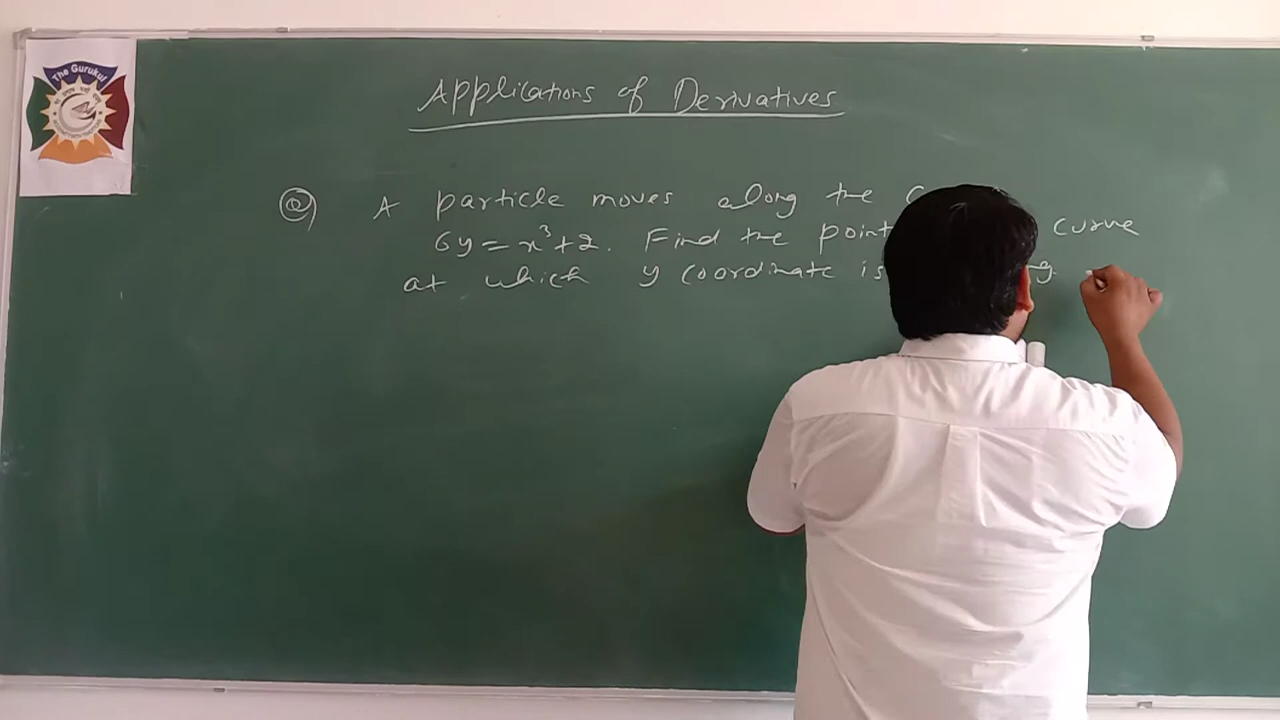 The Gurukul
Applications of Derivatives
Q) A particle moves along the
6y = x³ + 2. Find the point curve
at which y coordinate is